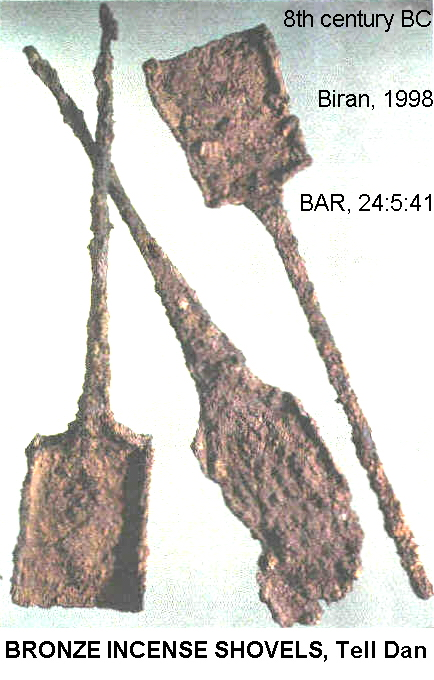 8th century BC
Biran, 1998
BAR, 24:5:41
BRONZE INCENSE SHOVELS, Tell Dan